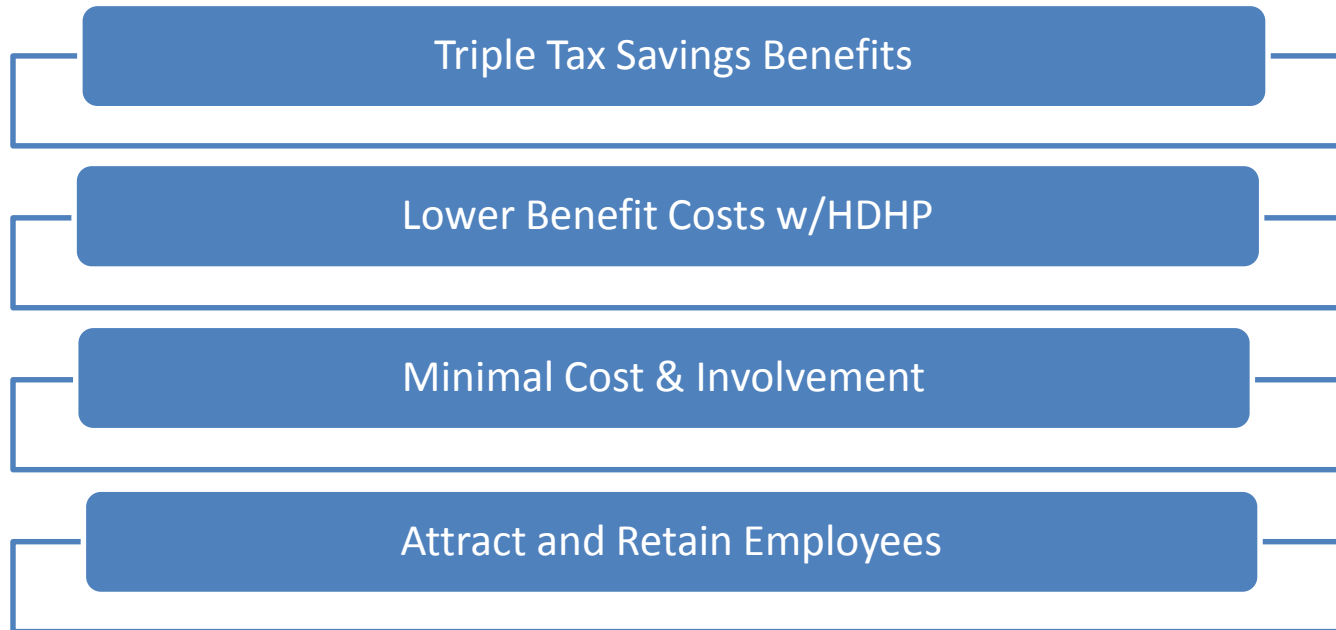 Triple Tax Savings Benefits
Lower Benefit Costs w/HDHP
Minimal Cost & Involvement
Attract and Retain Employees